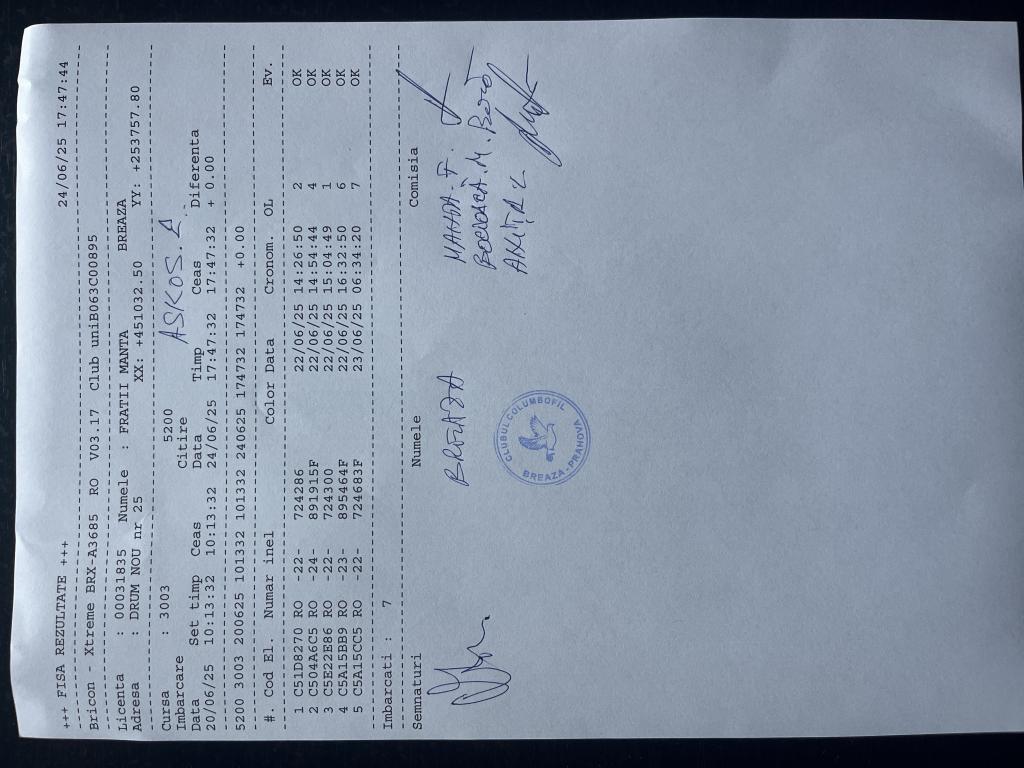 +++ FISA REZULTATE +++ 24/06/25 17:47:44
Bricon - Xtreme BRX-A3685 RO V03.17 Club uniB063C00895
Licenta : 00031835 Numele : FRATII MANTA BREAZA
Adresa : DRUM NOU nr 25 XX: +451032.50 YY: +253757.80
Cursa : 3003 5200 ASKOS. A.
Imbarcare Citire
Data Set timp Ceas Data Timp Ceas Diferenta
20/06/25 10:13:32 10:13:32 24/06/25 17:47:32 17:47:32 + 0.00
5200 3003 200625 101332 101332 240625 174732 174732 +0.00
#. Cod El. Numar inel Color Data Cronom. OL Ev.
1 C51D8270 RO -22- 724286 22/06/25 14:26:50 2 OK
2 C504A6C5 RO -24- 891915F 22/06/25 14:54:44 4 OK
3 C5E22E86 RO -22- 724300 22/06/25 15:04:49 1 OK
4 C5A15BB9 RO -23- 895464F 22/06/25 16:32:50 6 OK
5 C5A15CC5 RO -22- 724683F 23/06/25 06:34:20 7 OK
Imbarcati : 7
Semnaturi Numele Comisia
BREAZA MANTA. F.
CLUBUL COLUMBOFIL
BREAZA - PRAHOVA